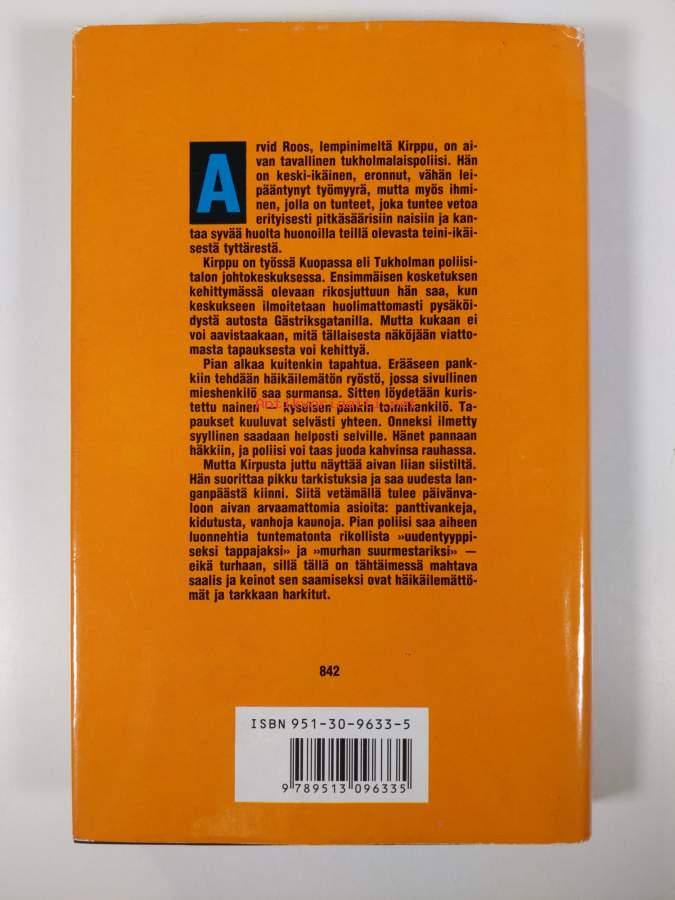 Arvid Roos, lempinimeltä Kirppu, on ai-
van tavallinen tukholmalaispoliisi. Hän
on keski-ikäinen, eronnut, vähän lei-
pääntynyt työmyyrä, mutta myös ihmi-
nen, jolla on tunteet, joka tuntee vetoa
erityisesti pitkäsäärisiin naisiin ja kan-
taa syvää huolta huonoilla teillä olevasta teini-ikäi-
sestä tyttärestä.
Kirppu on työssä Kuopassa eli Tukholman poliisi-
talon johtokeskuksessa. Ensimmäisen kosketuksen
kehittymässä olevaan rikosjuttuun hän saa, kun
keskukseen ilmoitetaan huolimattomasti pysäköi-
dystä autosta Gästriksgatanilla. Mutta kukaan ei
voi aavistaakaan, mitä tällaisesta näköjään viatto-
masta tapauksesta voi kehittyä.
Pian alkaa kuitenkin tapahtua. Erääseen pank-
kiin tehdään häikäilemätön ryöstö, jossa sivullinen
mieshenkilö saa surmansa. Sitten löydetään kuris-
tettu nainen — kyseisen pankin toimihenkilö. Ta-
paukset kuuluvat selvästi yhteen. Onneksi ilmetty
syyllinen saadaan helposti selville. Hänet pannaan
häkkiin, ja poliisi voi taas juoda kahvinsa rauhassa.
Mutta Kirpusta juttu näyttää aivan liian siistiltä.
Hän suorittaa pikku tarkistuksia ja saa uudesta lan-
ganpäästä kiinni. Siitä vetämällä tulee päivänva-
loon aivan arvaamattomia asioita: panttivankeja,
kidutusta, vanhoja kaunoja. Pian poliisi saa aiheen
luonnehtia tuntematonta rikollista »uudentyyppi-
seksi tappajaksi» ja »murhan suurmestariksi» —
eikä turhaan, sillä tällä on tähtäimessä mahtava
saalis ja keinot sen saamiseksi ovat häikäilemättö-
mät ja tarkkaan harkitut.
842
ISBN 951-30-9633-5
9 789513 096335